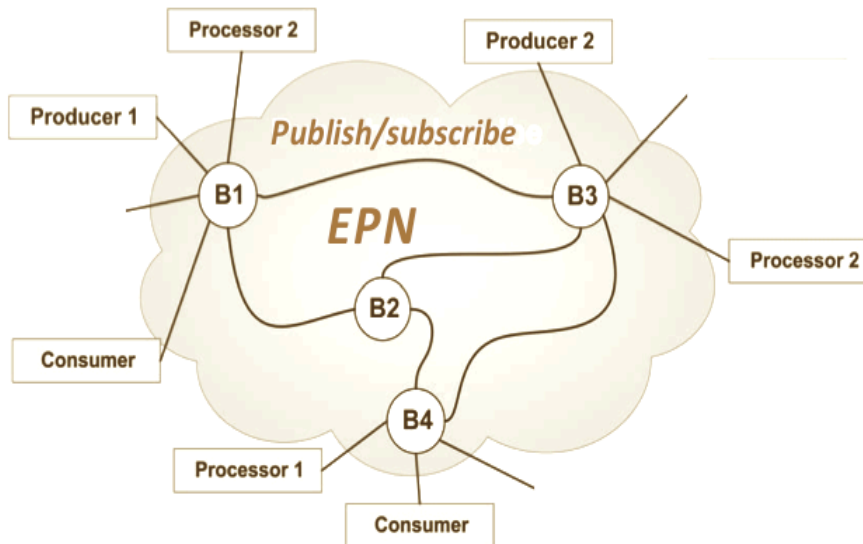 Processor 2
Producer 2
Producer 1
Publish/subscribe
B1
B3
EPN
Processor 2
B2
Consumer
B4
Processor 1
Consumer